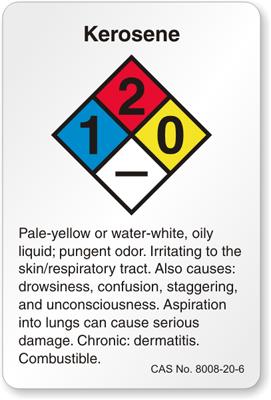 Kerosene
2
1 0
—
Pale-yellow or water-white, oily
liquid; pungent odor. Irritating to the
skin/respiratory tract. Also causes:
drowsiness, confusion, staggering,
and unconsciousness. Aspiration
into lungs can cause serious
damage. Chronic: dermatitis.
Combustible.
CAS No. 8008-20-6